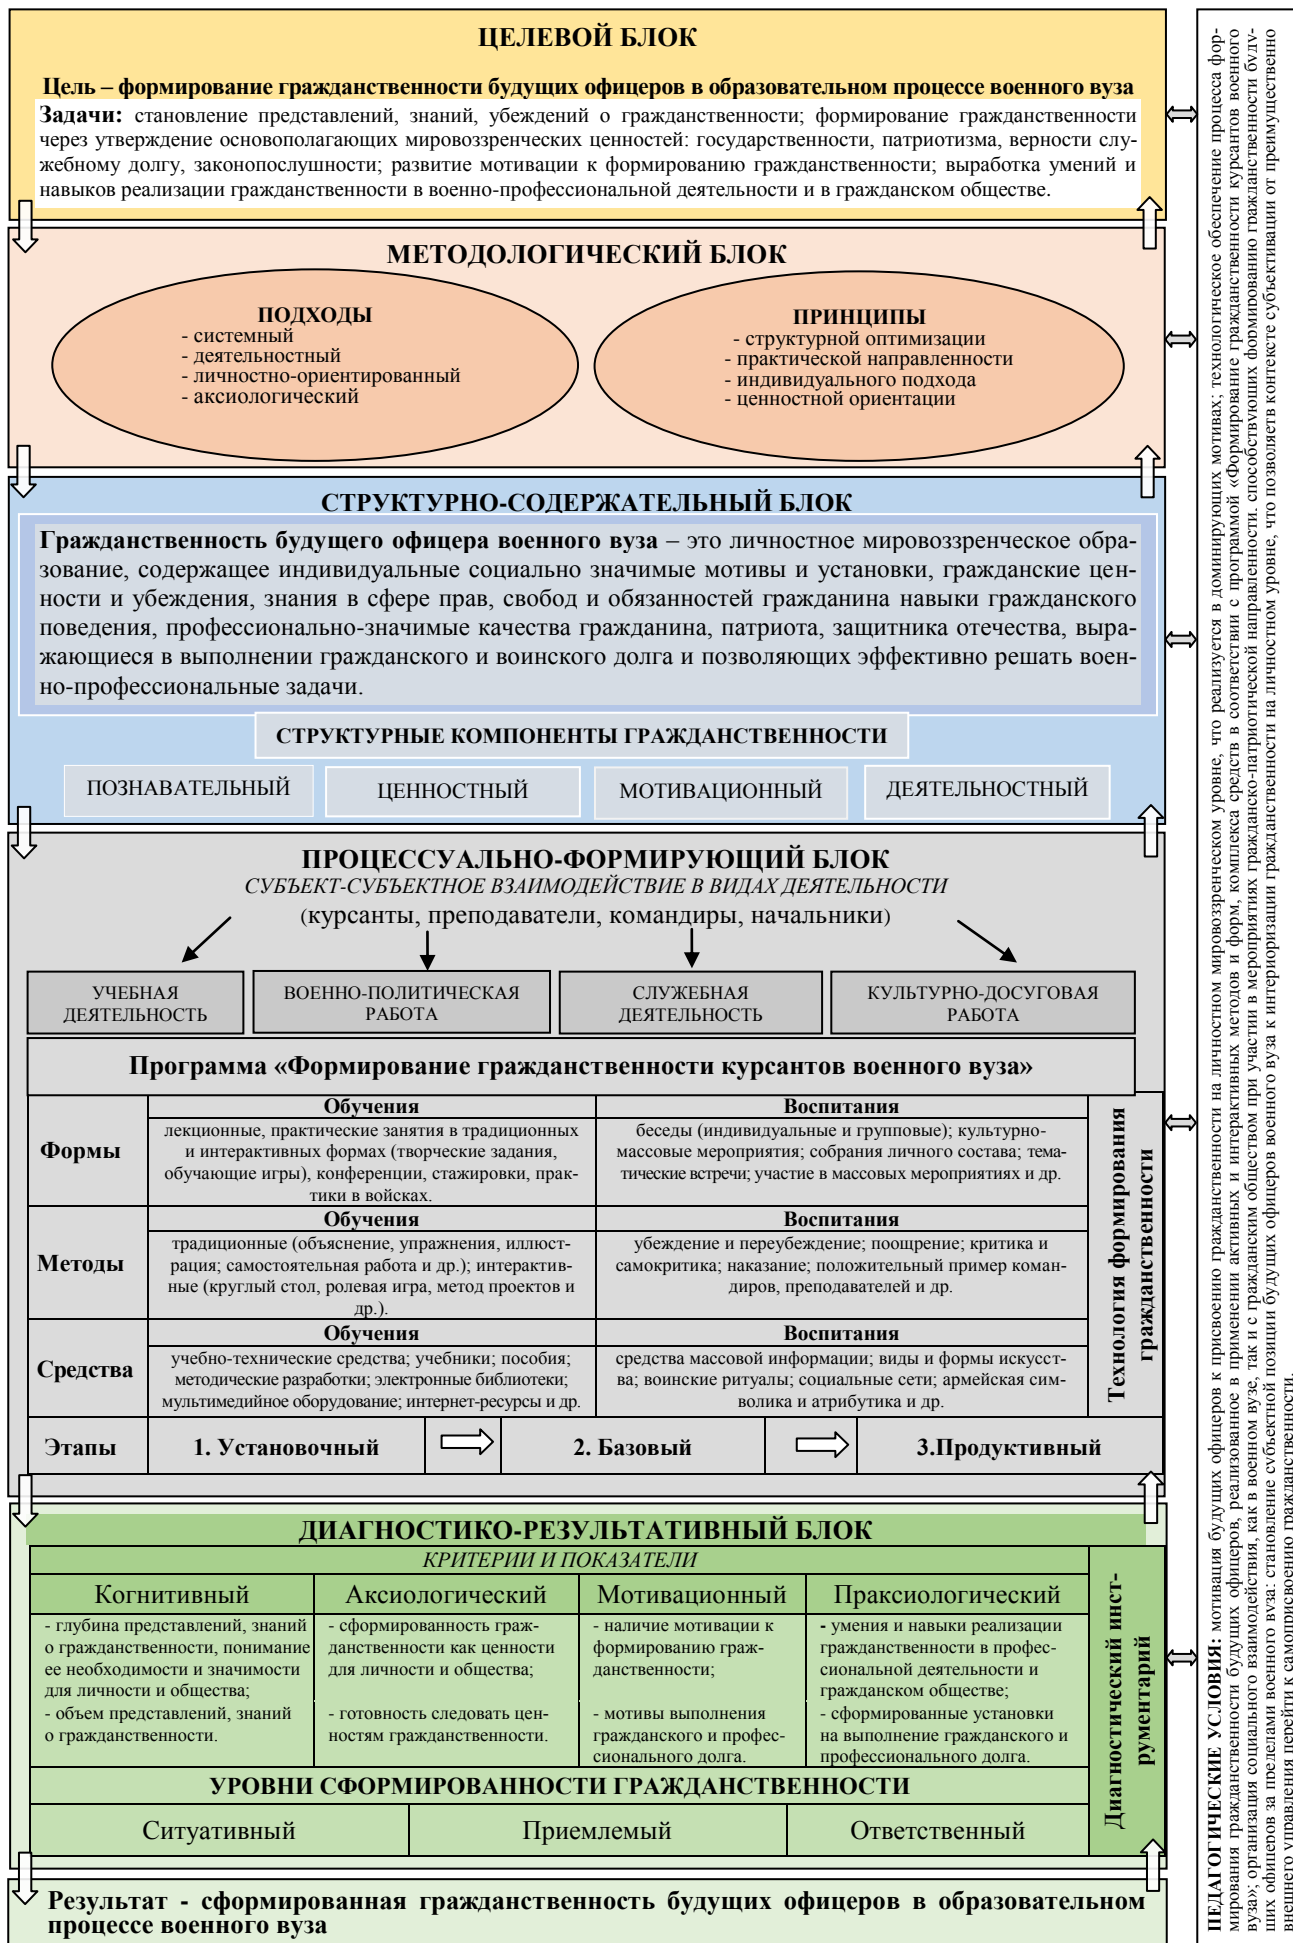 ЦЕЛЕВОЙ БЛОК
Цель – формирование гражданственности будущих офицеров в образовательном процессе военного вуза
Задачи: становление представлений, знаний, убеждений о гражданственности; формирование гражданственности
через утверждение основополагающих мировоззренческих ценностей: государственности, патриотизма, верности слу-
жебному долгу, законопослушности; развитие мотивации к формированию гражданственности; выработка умений и
навыков реализации гражданственности в военно-профессиональной деятельности и в гражданском обществе.
МЕТОДОЛОГИЧЕСКИЙ БЛОК
ПОДХОДЫ
- системный
- деятельностный
- личностно-ориентированный
- аксиологический
ПРИНЦИПЫ
- структурной оптимизации
- практической направленности
- индивидуального подхода
- ценностной ориентации
СТРУКТУРНО-СОДЕРЖАТЕЛЬНЫЙ БЛОК
Гражданственность будущего офицера военного вуза – это личностное мировоззренческое обра-
зование, содержащее индивидуальные социально значимые мотивы и установки, гражданские цен-
ности и убеждения, знания в сфере прав, свобод и обязанностей гражданина навыки гражданского
поведения, профессионально-значимые качества гражданина, патриота, защитника отечества, выра-
жающиеся в выполнении гражданского и воинского долга и позволяющих эффективно решать воен-
но-профессиональные задачи.
СТРУКТУРНЫЕ КОМПОНЕНТЫ ГРАЖДАНСТВЕННОСТИ
ПОЗНАВАТЕЛЬНЫЙ
ЦЕННОСТНЫЙ
МОТИВАЦИОННЫЙ
ДЕЯТЕЛЬНОСТНЫЙ
ПРОЦЕССУАЛЬНО-ФОРМИРУЮЩИЙ БЛОК
СУБЪЕКТ-СУБЪЕКТНОЕ ВЗАИМОДЕЙСТВИЕ В ВИДАХ ДЕЯТЕЛЬНОСТИ
(курсанты, преподаватели, командиры, начальники)
УЧЕБНАЯ
ДЕЯТЕЛЬНОСТЬ
ВОЕННО-ПОЛИТИЧЕСКАЯ
РАБОТА
СЛУЖЕБНАЯ
ДЕЯТЕЛЬНОСТЬ
КУЛЬТУРНО-ДОСУГОВАЯ
РАБОТА
Программа «Формирование гражданственности курсантов военного вуза»
Формы
Обучения
лекционные, практические занятия в традиционных
и интерактивных формах (творческие задания,
обучающие игры), конференции, стажировки, прак-
тики в войсках.
Воспитания
беседы (индивидуальные и групповые); культурно-
массовые мероприятия; собрания личного состава; тема-
тические встречи; участие в массовых мероприятиях и др.
Методы
Обучения
традиционные (объяснение, упражнения, иллюст-
рация; самостоятельная работа и др.); интерактив-
ные (круглый стол, ролевая игра, метод проектов и
др.).
Воспитания
убеждение и переубеждение; поощрение; критика и
самокритика; наказание; положительный пример коман-
диров, преподавателей и др.
Средства
Обучения
учебно-технические средства; учебники; пособия;
методические разработки; электронные библиотеки;
мультимедийное оборудование; интернет-ресурсы и др.
Воспитания
средства массовой информации; виды и формы искусст-
ва; воинские ритуалы; социальные сети; армейская сим-
волика и атрибутика и др.
Технология формирования
гражданственности
Этапы
1. Установочный
2. Базовый
3.Продуктивный
ДИАГНОСТИКО-РЕЗУЛЬТАТИВНЫЙ БЛОК
КРИТЕРИИ И ПОКАЗАТЕЛИ
Когнитивный
- глубина представлений, знаний
о гражданственности, понимание
ее необходимости и значимости
для личности и общества;
- объем представлений, знаний
о гражданственности.
Аксиологический
- сформированность граж-
данственности как ценности
для личности и общества;
- готовность следовать цен-
ностям гражданственности.
Мотивационный
- наличие мотивации к
формированию граж-
данственности;
- мотивы выполнения
гражданского и профес-
сионального долга.
Праксиологический
- умения и навыки реализации
гражданственности в профес-
сиональной деятельности и
гражданском обществе;
- сформированные установки
на выполнение гражданского и
профессионального долга.
Диагностический инст-
рументарий
УРОВНИ СФОРМИРОВАННОСТИ ГРАЖДАНСТВЕННОСТИ
Ситуативный
Приемлемый
Ответственный
Результат - сформированная гражданственность будущих офицеров в образовательном
процессе военного вуза
ПЕДАГОГИЧЕСКИЕ УСЛОВИЯ: мотивация будущих офицеров к присвоению гражданственности на личностном мировоззренческом уровне, что реализуется в доминирующих мотивах; технологическое обеспечение процесса фор-
мирования гражданственности будущих офицеров, реализованное в применении активных и интерактивных методов и форм, комплекса средств в соответствии с программой «Формирование гражданственности курсантов военного
вуза»; организация социального взаимодействия, как в военном вузе, так и с гражданским обществом при участии в мероприятиях гражданско-патриотической направленности, способствующих формированию гражданственности буду-
щих офицеров за пределами военного вуза; становление субъектной позиции будущих офицеров военного вуза к интериоризации гражданственности на личностном уровне, что позволяетв контексте субъективации от преимущественно
внешнего управления перейти к самоприсвоению гражданственности.